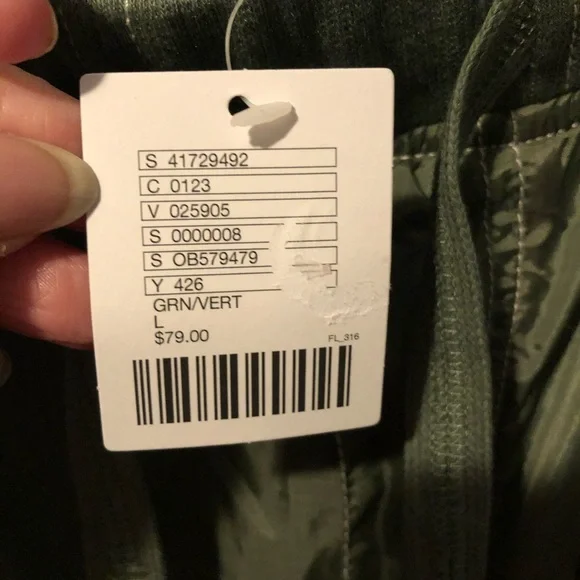 S 41729492
C 0123
V 025905
S 0000008
S OB579479
Y 426
GRN/VERT
L
$79.00
FL_316